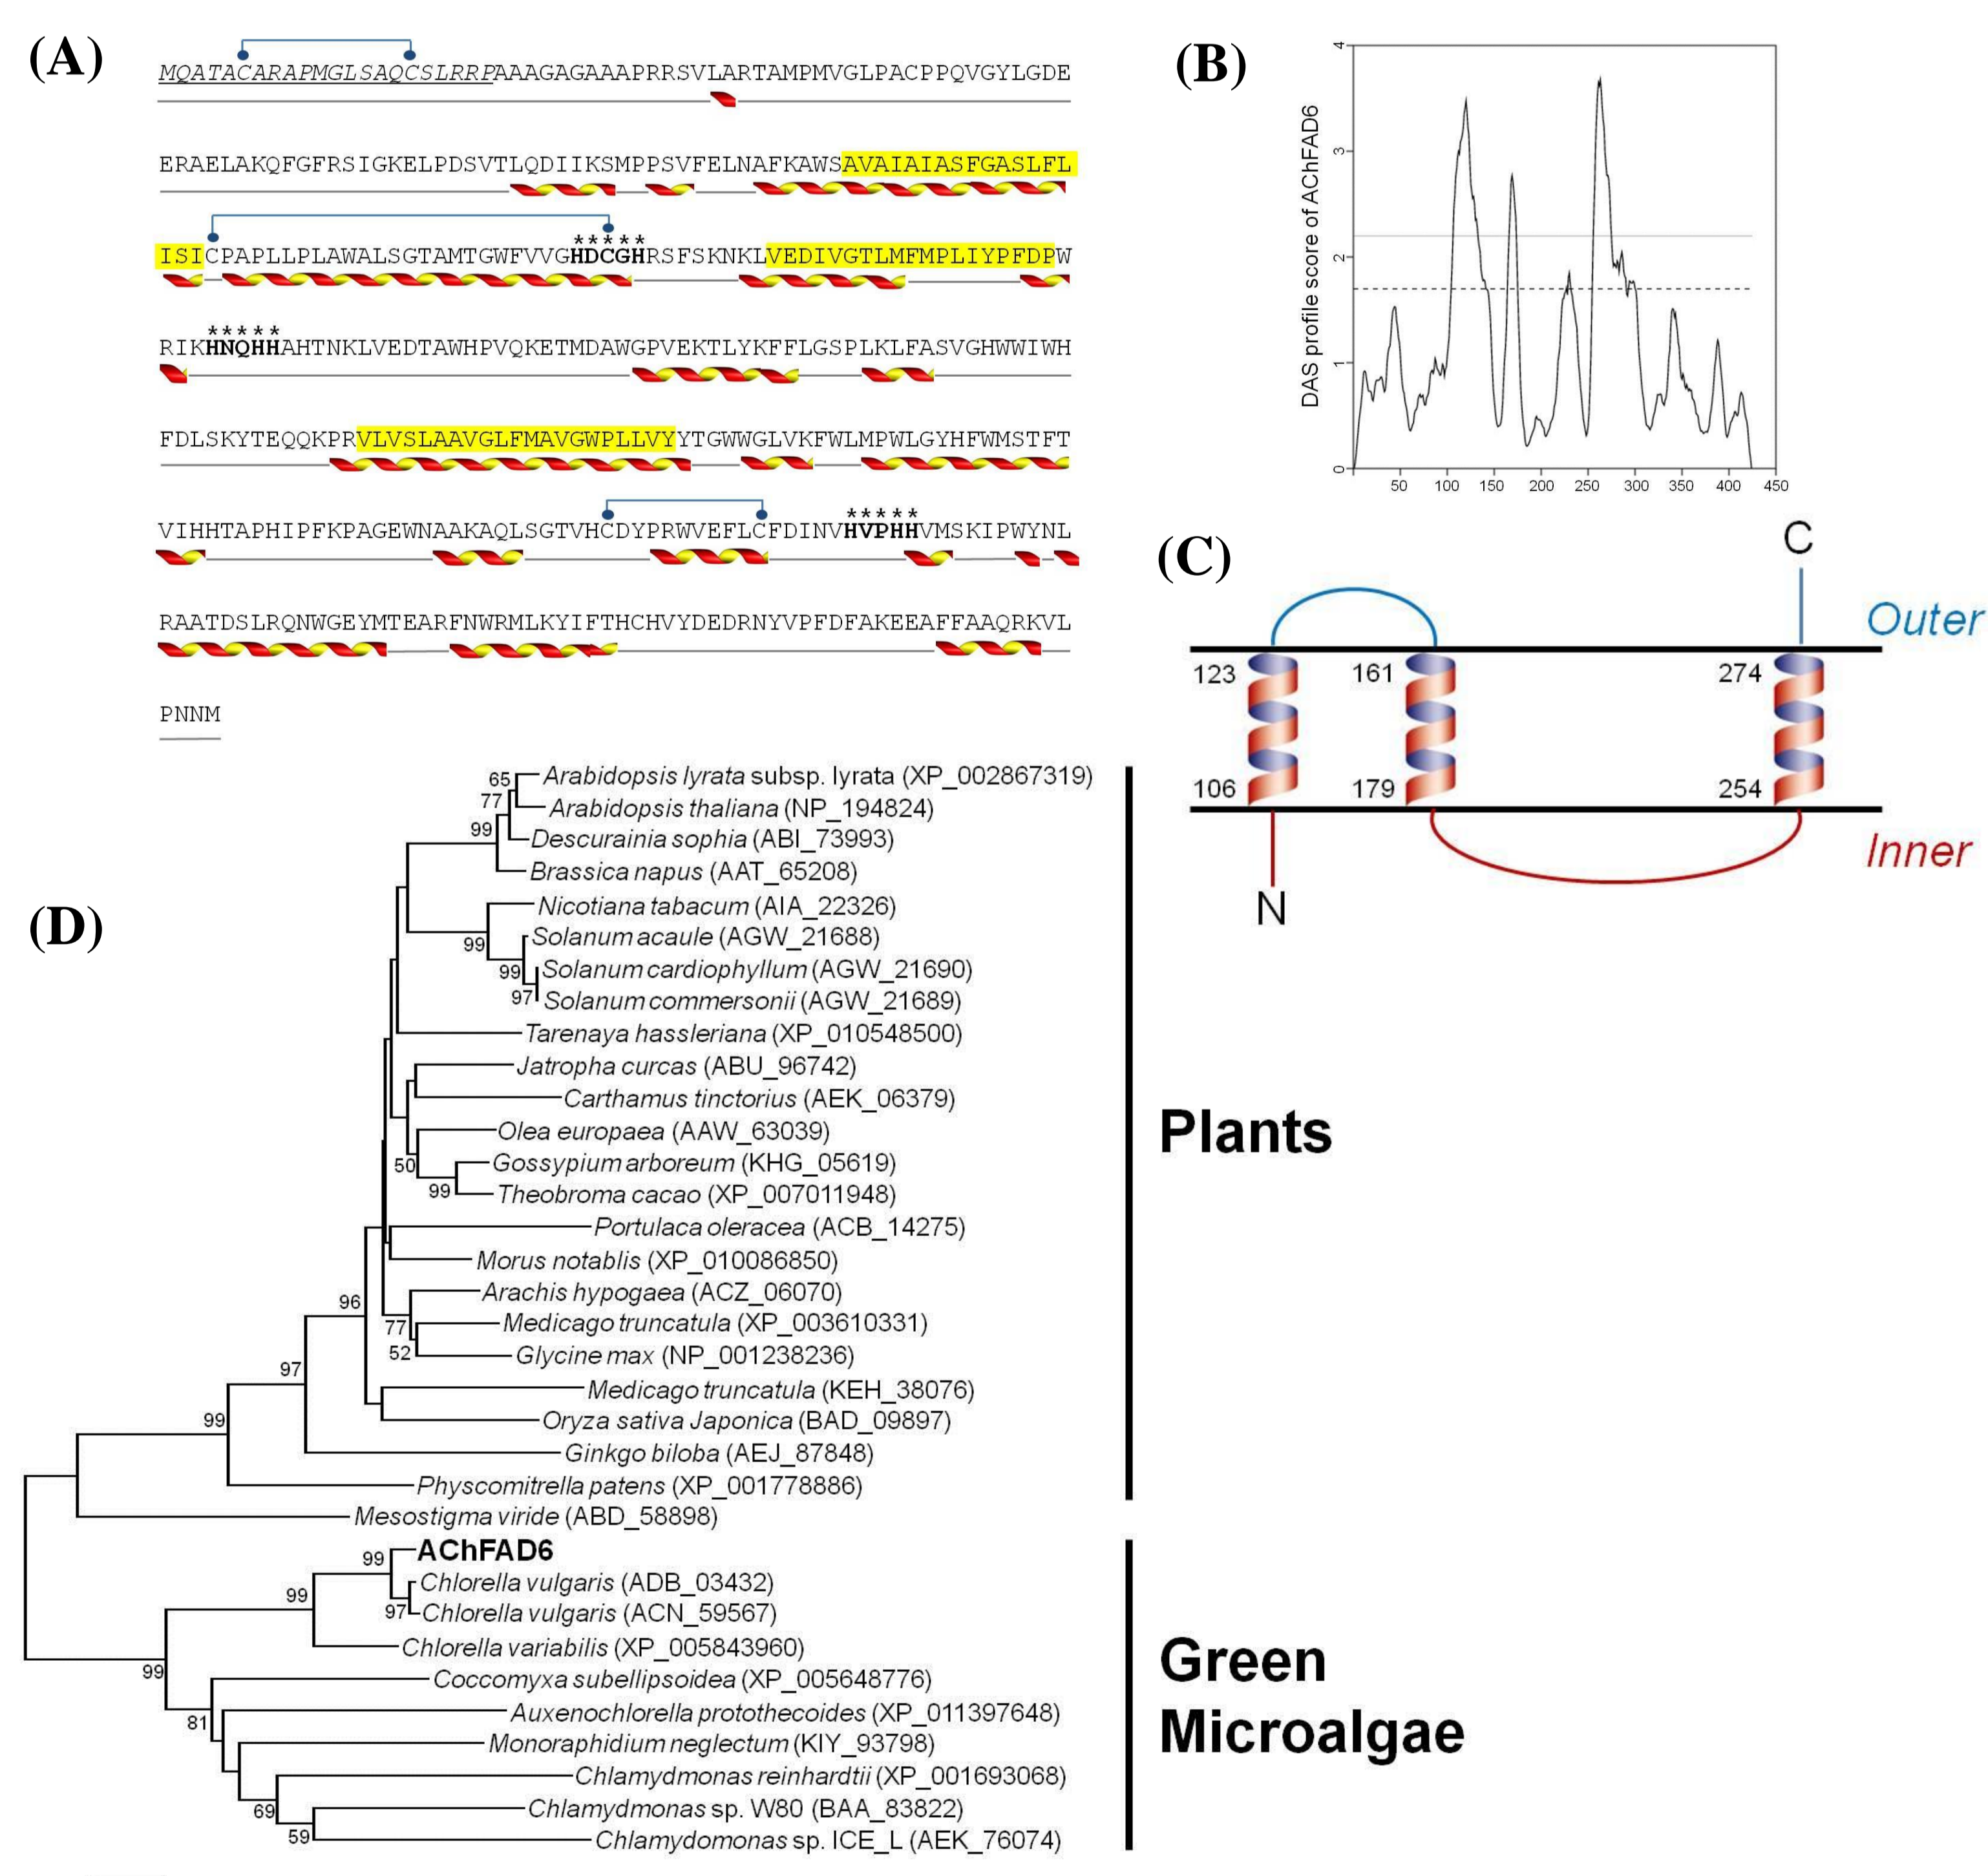 (A)
MQATACARAPMGLSAQCSLRRPAAAGAGAAAPRRSVLARTAMPMVGLPACPPQVGYLGDE
ERAELAKQFGFRSIGKELPDSVTLQDIIKSMPPSVFELNAFKAWSAVAIAIASFGASLFL
*****
ISICPAPLLPLAWALSGTAMTGWFVVGHDCGHRSFSKNKLVEDIVGTLMFMPLIYPFDPW
*****
RIKHNQHHAHTNKLVEDTAWHPVQKETMDAWGPVEKTLYKFFLGSPLKLFASVGHWWIWH
FDLSKYTEQQKPRVLVSLAAVGLFMAVGWPLLVYYTGWWGLVKFWLMPWLGYHFWMSTFT
*****
VIHHTAPHIPFKPAGEWNAAKAQLSGTVHCDYPRWVEFLCFDINVHVPHHVMSKIPWYNL
RAATDSLRQNWGEYMTEARFNWRMLKYIFTHCHVYDEDRNYVPFDFAKEEAFFAAQRKVL
PNNM
(B)
DAS profile score of AChFAD6
4
3
2
1
0
50 100 150 200 250 300 350 400 450
(C)
C
Outer
123 161 274
106 179 254
Inner
N
(D)
65
Arabidopsis lyrata subsp. lyrata (XP_002867319)
77
Arabidopsis thaliana (NP_194824)
99
Descurainia sophia (ABI_73993)
Brassica napus (AAT_65208)
Nicotiana tabacum (AIA_22326)
99
Solanum acaule (AGW_21688)
99
Solanum cardiophyllum (AGW_21690)
97
Solanum commersonii (AGW_21689)
Tarenaya hassleriana (XP_010548500)
Jatropha curcas (ABU_96742)
Carthamus tinctorius (AEK_06379)
Olea europaea (AAW_63039)
50
Gossypium arboreum (KHG_05619)
99
Theobroma cacao (XP_007011948)
Portulaca oleracea (ACB_14275)
Morus notablis (XP_010086850)
96
Arachis hypogaea (ACZ_06070)
77
Medicago truncatula (XP_003610331)
52
Glycine max (NP_001238236)
97
Medicago truncatula (KEH_38076)
99
Oryza sativa Japonica (BAD_09897)
Ginkgo biloba (AEJ_87848)
Physcomitrella patens (XP_001778886)
Mesostigma viride (ABD_58898)
Plants
99
AChFAD6
99
Chlorella vulgaris (ADB_03432)
97
Chlorella vulgaris (ACN_59567)
Chlorella variabilis (XP_005843960)
99
Coccomyxa subellipsoidea (XP_005648776)
81
Auxenochlorella protothecoides (XP_011397648)
Monoraphidium neglectum (KIY_93798)
Chlamydmonas reinhardtii (XP_001693068)
69
Chlamydmonas sp. W80 (BAA_83822)
59
Chlamydomonas sp. ICE_L (AEK_76074)
Green
Microalgae